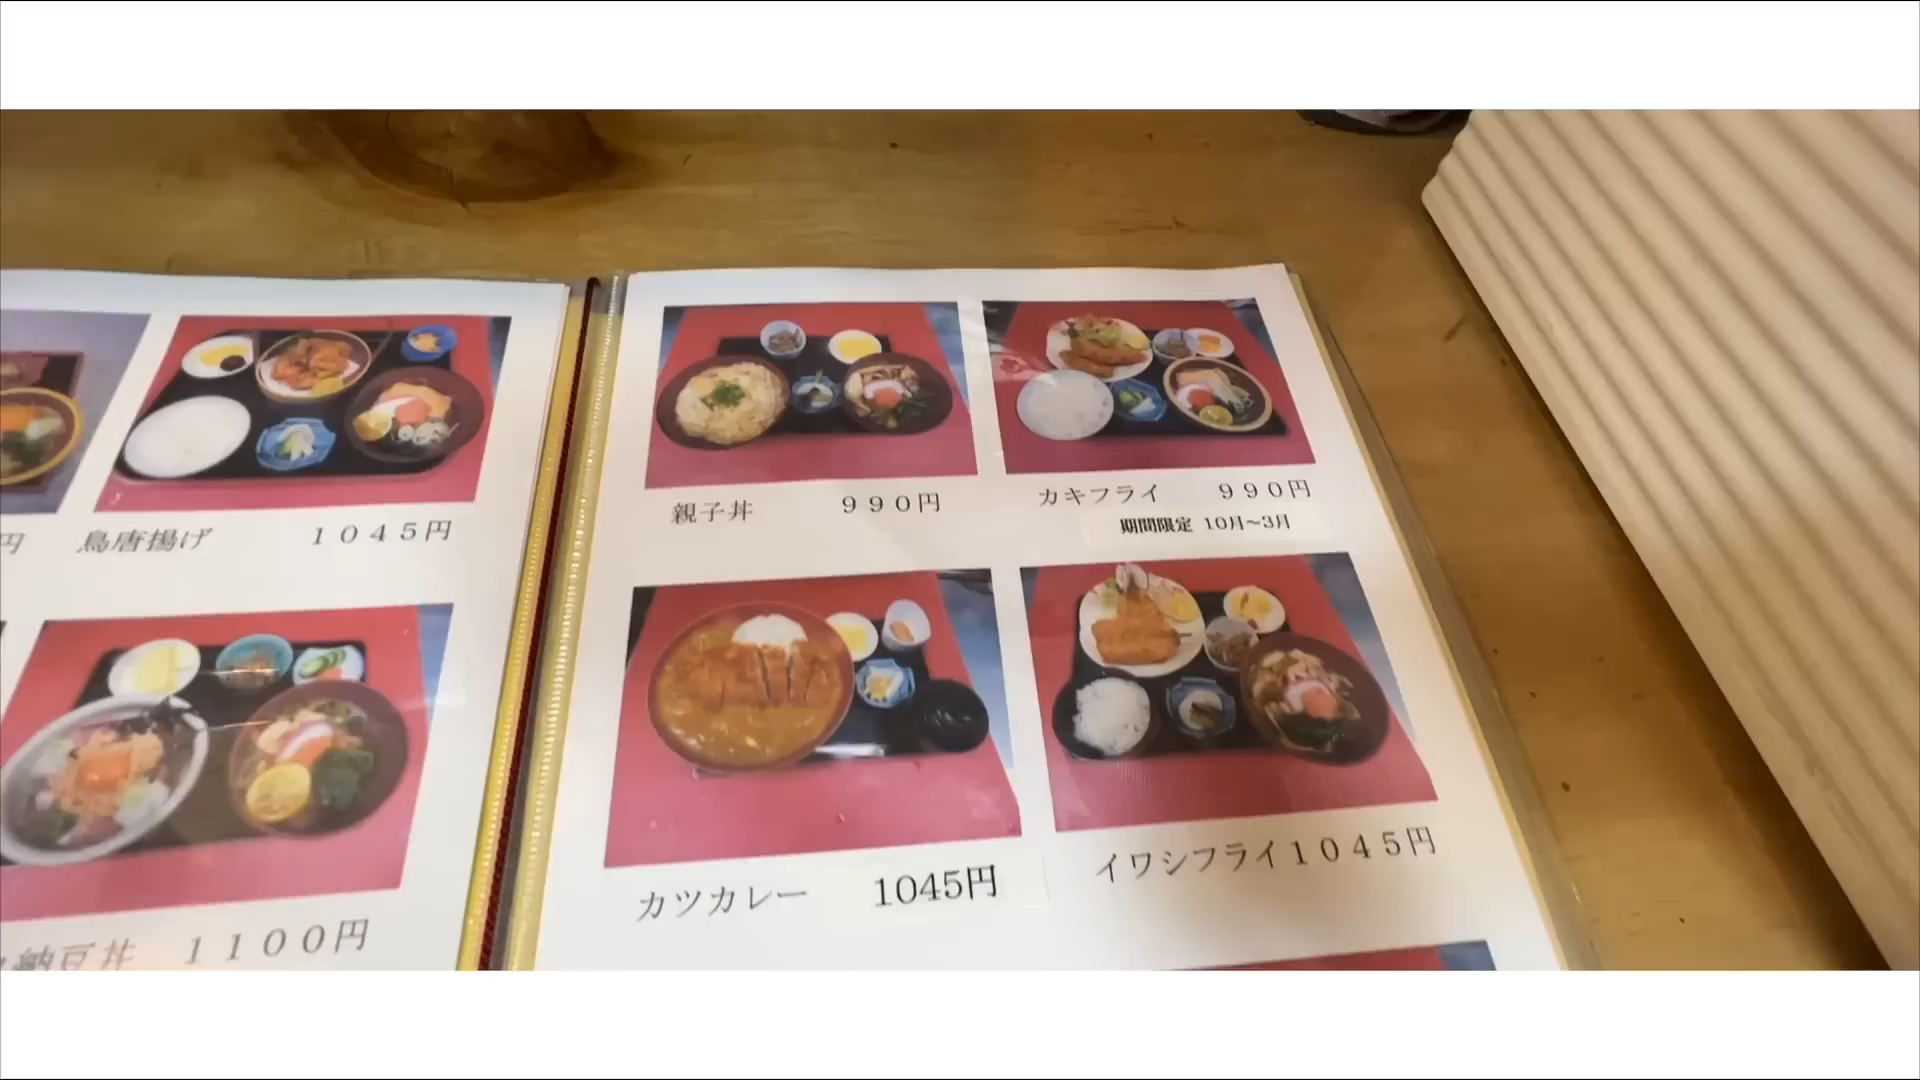 円
鳥唐揚げ １０４５円
納豆丼 １１００円
親子丼 ９９０円
カキフライ ９９０円
期間限定 10月~3月
カツカレー 1045円
イワシフライ１０４５円